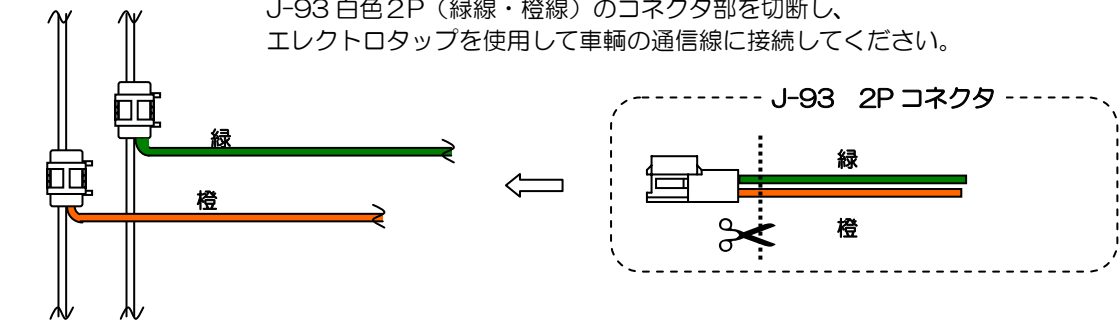 J-93 白色2P（緑線・橙線）のコネクタ部を切断し、
エレクトロタップを使用して車輌の通信線に接続してください。
J-93　2P コネクタ
緑
緑
橙
橙